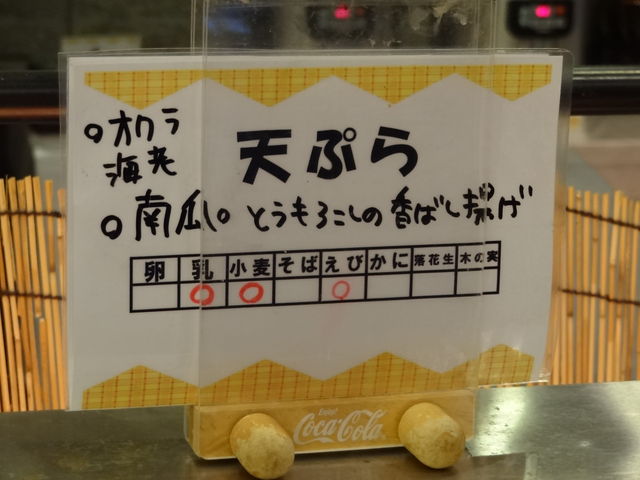 ○オクラ
海老
天ぷら
○南瓜○とうもろこしの香ばし揚げ
卵 乳 小麦 そば えび かに 落花生 木の実
○ ○ ○
Enjoy!
Coca-Cola